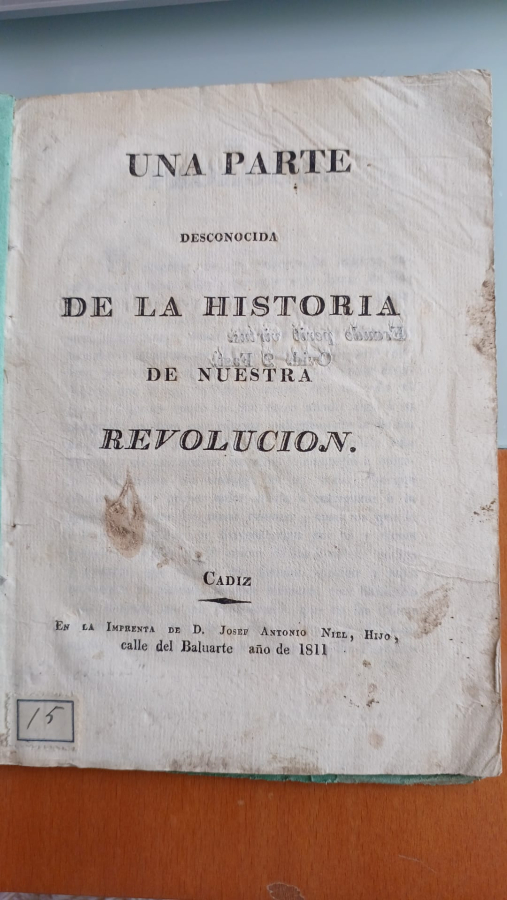 UNA PARTE
DESCONOCIDA
DE LA HISTORIA
DE NUESTRA
REVOLUCION.
CADIZ
EN LA IMPRENTA DE D. JOSEF ANTONIO NIEL, HIJO,
calle del Baluarte año de 1811
15